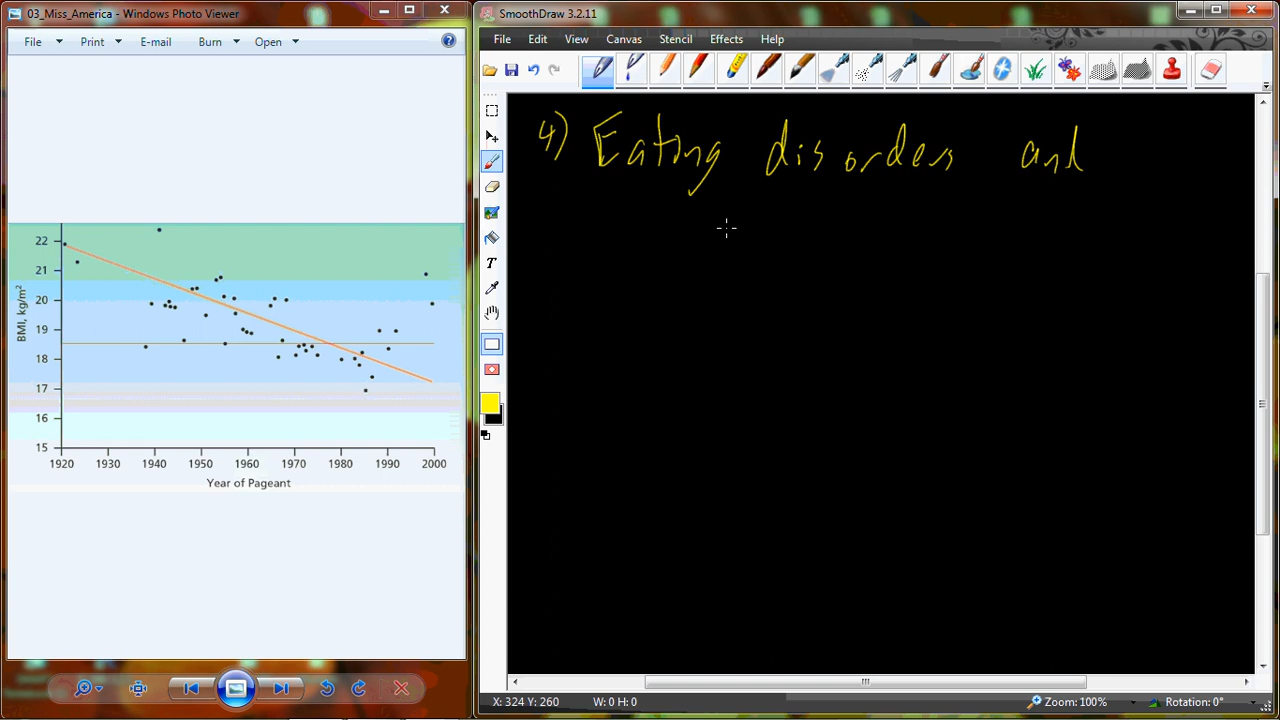 03_Miss_America - Windows Photo Viewer
File Print E-mail Burn Open
22
21
20
19
18
17
16
15
BMI, kg/m²
1920 1930 1940 1950 1960 1970 1980 1990 2000
Year of Pageant
SmoothDraw 3.2.11
File Edit View Canvas Stencil Effects Help
T
4) Eating disorders and
X: 324 Y: 260 W: 0 H: 0 Zoom: 100% Rotation: 0°